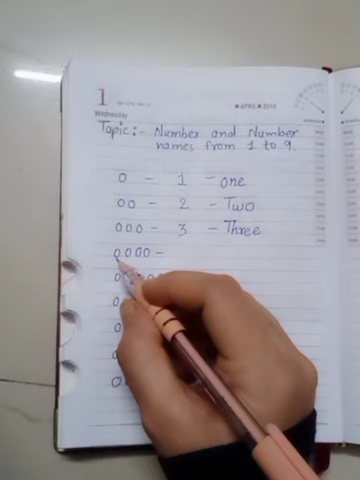 1
Wednesday
APRIL 2015
Topic:- Number and Number
names from 1 to 9.
0 - 1 - one
00 - 2 - Two
000 - 3 - Three
0000 -